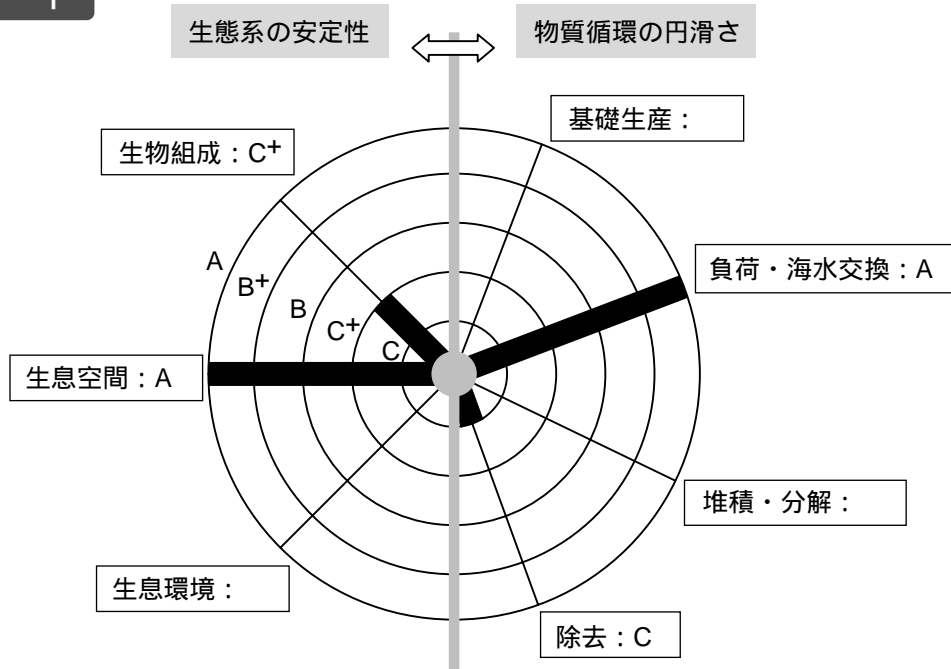 生態系の安定性
物質循環の円滑さ
基礎生産：
生物組成：C+
負荷・海水交換：A
A
B+
B
C+
C
生息空間：A
堆積・分解：
生息環境：
除去：C